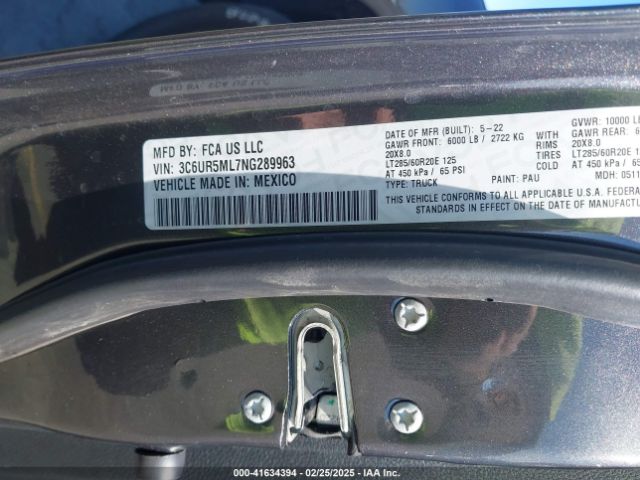 MFD BY: FCA US LLC
VIN: 3C6UR5ML7NG289963
VEHICLE MADE IN: MEXICO
DATE OF MFR (BUILT): 5-22
GAWR FRONT: 6000 LB / 2722 KG WITH
20X8.0 RIMS
LT285/60R20E 125 TIRES
AT 450 kPa / 65 PSI
TYPE: TRUCK PAINT: PAU
GVWR: 10000 LB
GAWR REAR: 6
20X8.0
LT285/60R20E 12
AT 450 kPa / 65
MDH: 0511
THIS VEHICLE CONFORMS TO ALL APPLICABLE U.S.A. FEDERAL
STANDARDS IN EFFECT ON THE DATE OF MANUFACTU
000-41634394 - 02/25/2025 - IAA Inc.